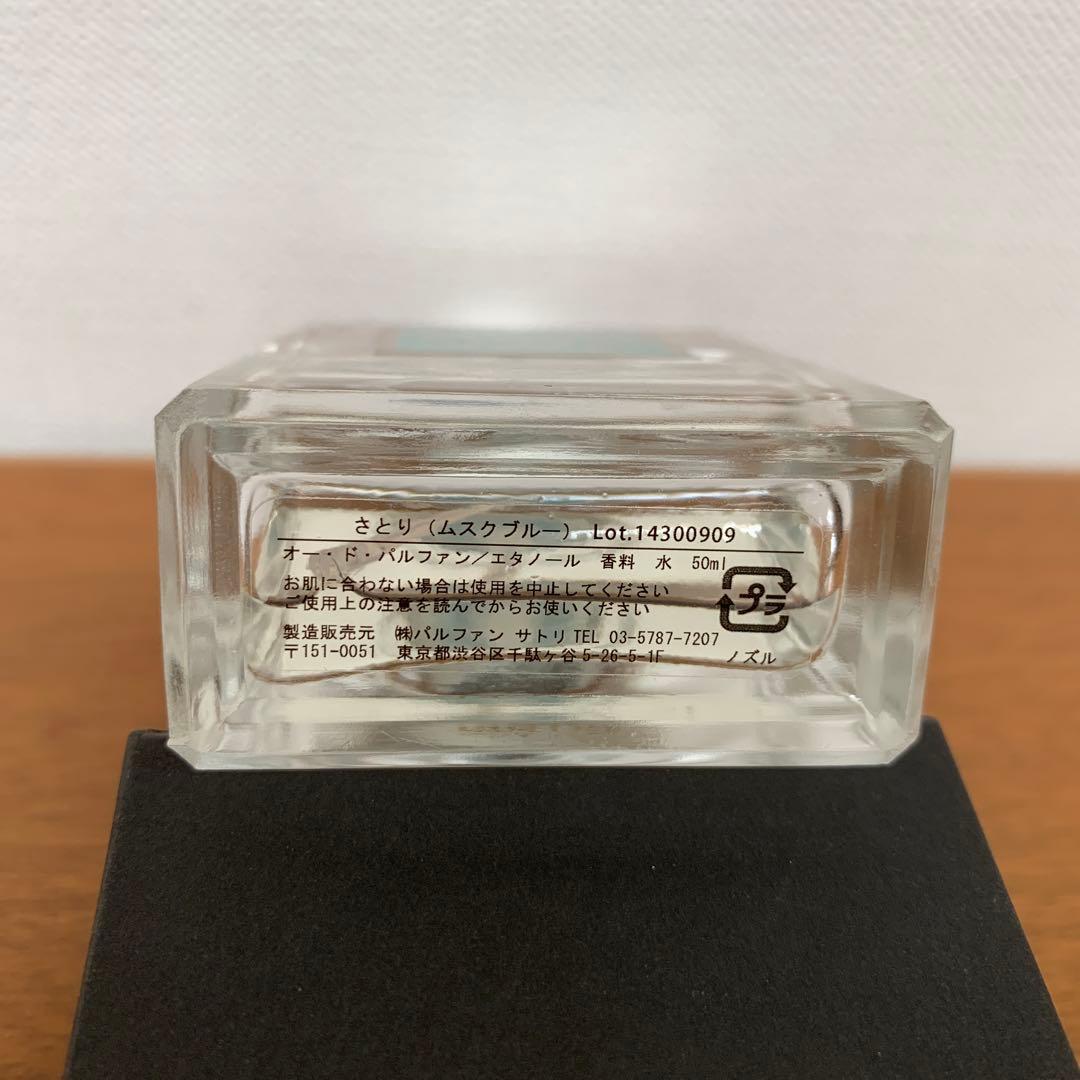 さとり（ムスクブルー） Lot.14300909
オー・ド・パルファン／エタノール 香料 水 50ml
お肌に合わない場合は使用を中止してください
ご使用上の注意を読んでからお使いください
プラ
製造販売元 ㈱パルファン サトリ TEL 03-5787-7207
〒151-0051 東京都渋谷区千駄ヶ谷 5-26-5-1F ノズル